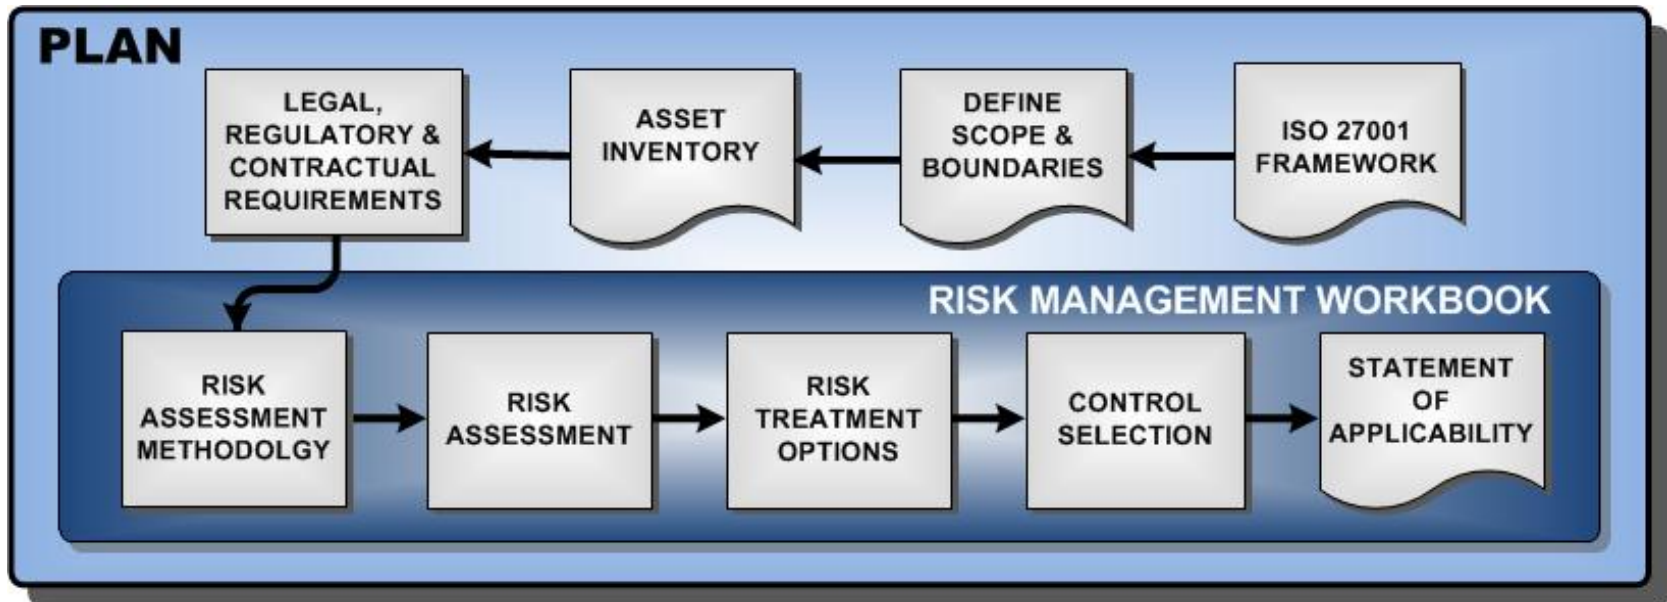 PLAN
LEGAL,
REGULATORY &
CONTRACTUAL
REQUIREMENTS
ASSET
INVENTORY
DEFINE
SCOPE &
BOUNDARIES
ISO 27001
FRAMEWORK
RISK MANAGEMENT WORKBOOK
RISK
ASSESSMENT
METHODOLGY
RISK
ASSESSMENT
RISK
TREATMENT
OPTIONS
CONTROL
SELECTION
STATEMENT
OF
APPLICABILITY